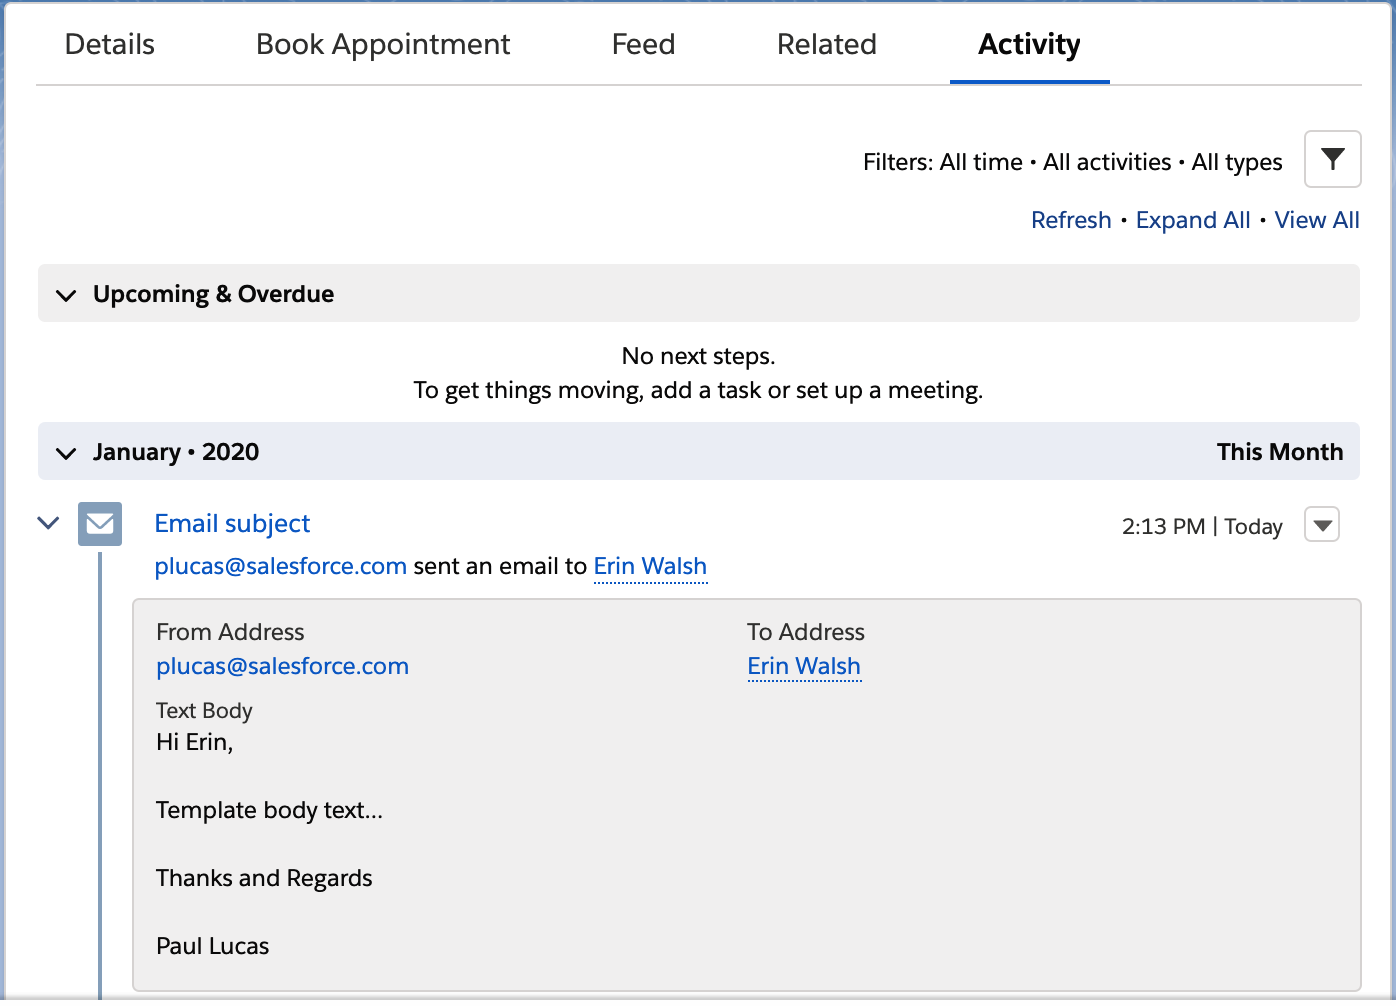 Details Book Appointment Feed Related Activity
Filters: All time • All activities • All types
Refresh • Expand All • View All
Upcoming & Overdue
No next steps.
To get things moving, add a task or set up a meeting.
January • 2020 This Month
Email subject 2:13 PM | Today
plucas@salesforce.com sent an email to Erin Walsh
From Address To Address
plucas@salesforce.com Erin Walsh
Text Body
Hi Erin,
Template body text...
Thanks and Regards
Paul Lucas